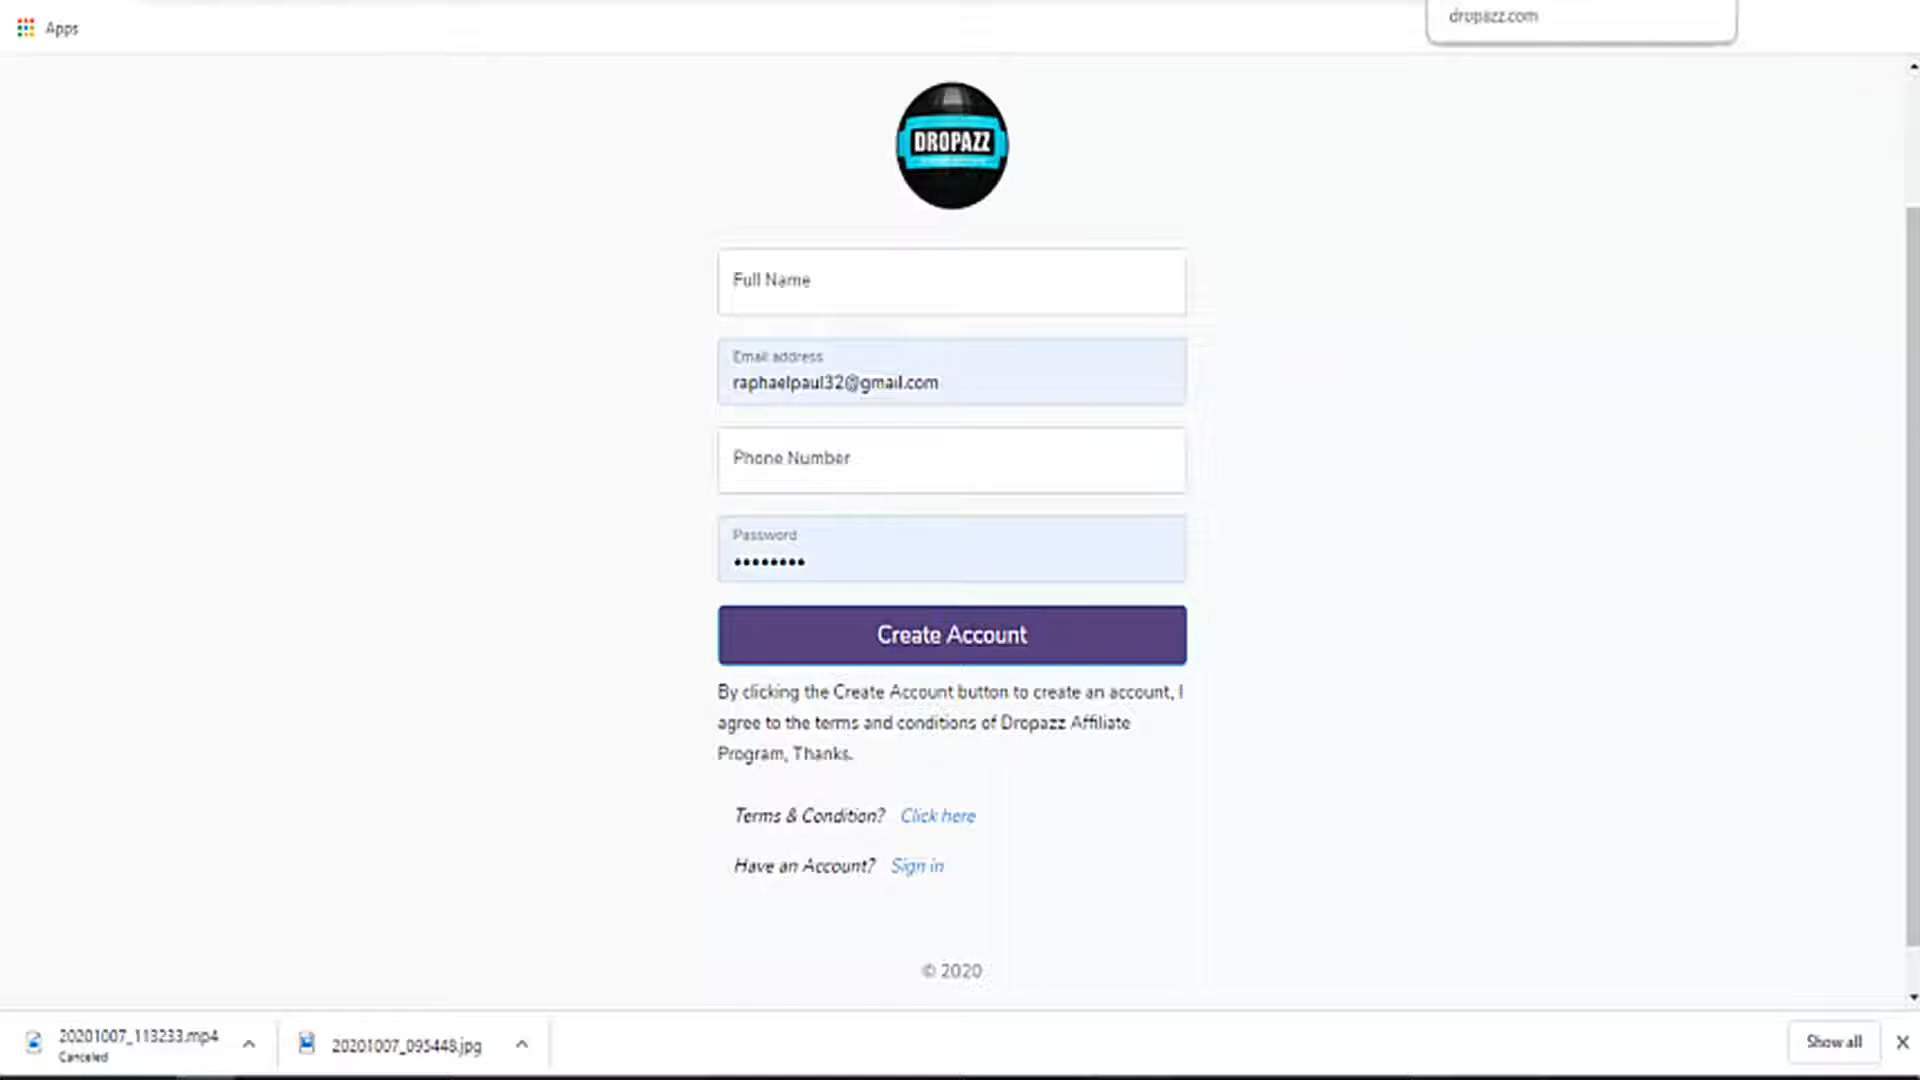 Apps
dropazz.com
DROPAZZ
Full Name
Email address
raphaelpaul32@gmail.com
Phone Number
Password
Create Account
By clicking the Create Account button to create an account, I
agree to the terms and conditions of Dropazz Affiliate
Program, Thanks.
Terms & Condition? Click here
Have an Account? Sign in
© 2020
20201007_113233.mp4
Canceled
20201007_095448.jpg
Show all